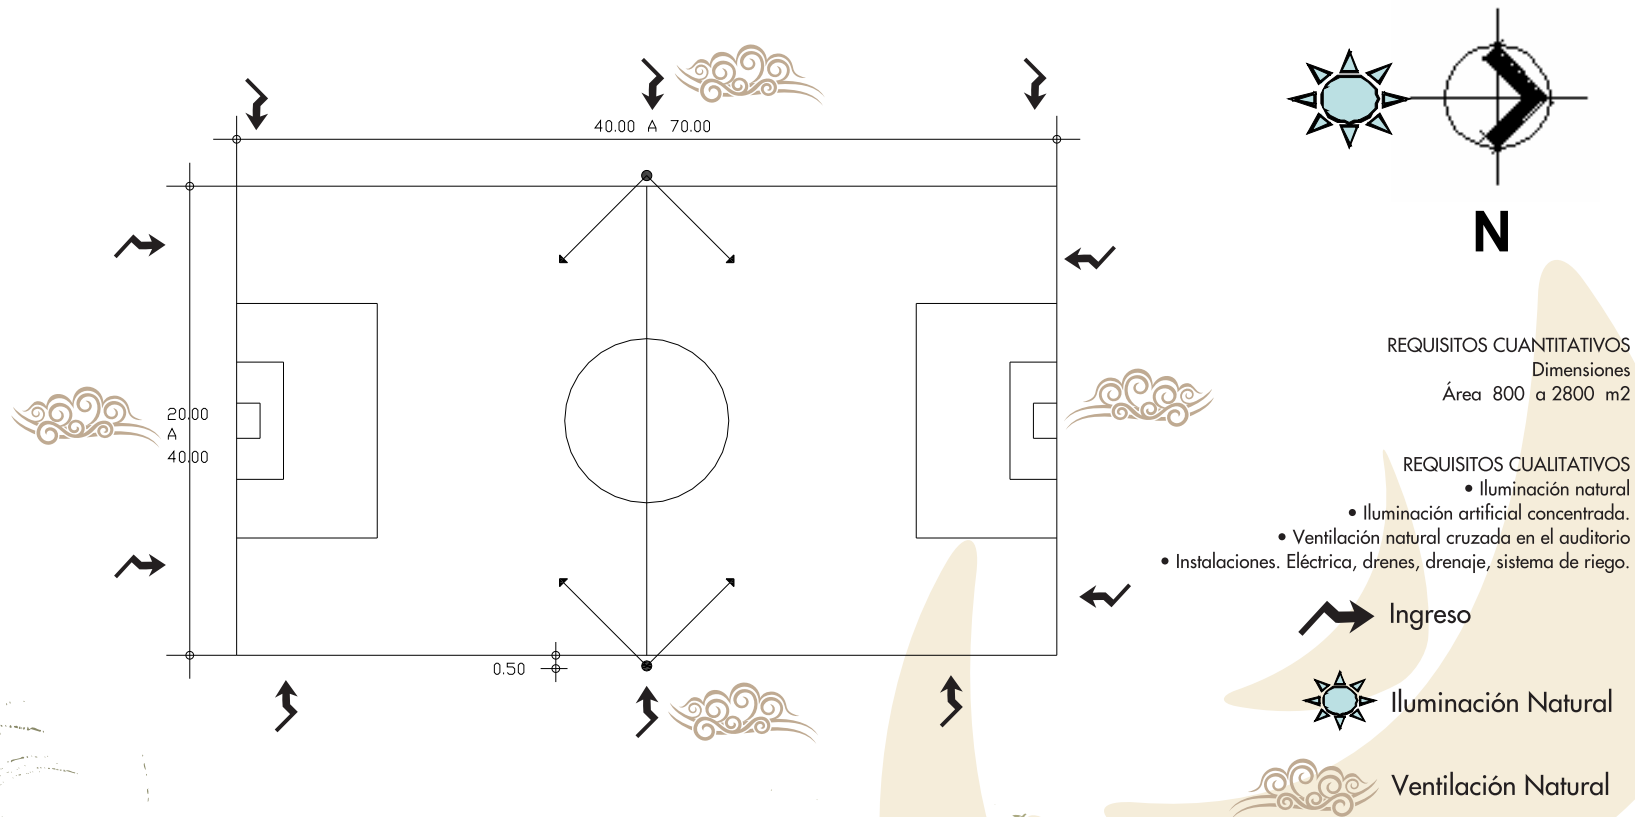 40.00 A 70.00
N
20.00
A
40.00
0.50
REQUISITOS CUANTITATIVOS
Dimensiones
Área 800 a 2800 m2
REQUISITOS CUALITATIVOS
• Iluminación natural
• Iluminación artificial concentrada.
• Ventilación natural cruzada en el auditorio
• Instalaciones. Eléctrica, drenes, drenaje, sistema de riego.
Ingreso
Iluminación Natural
Ventilación Natural